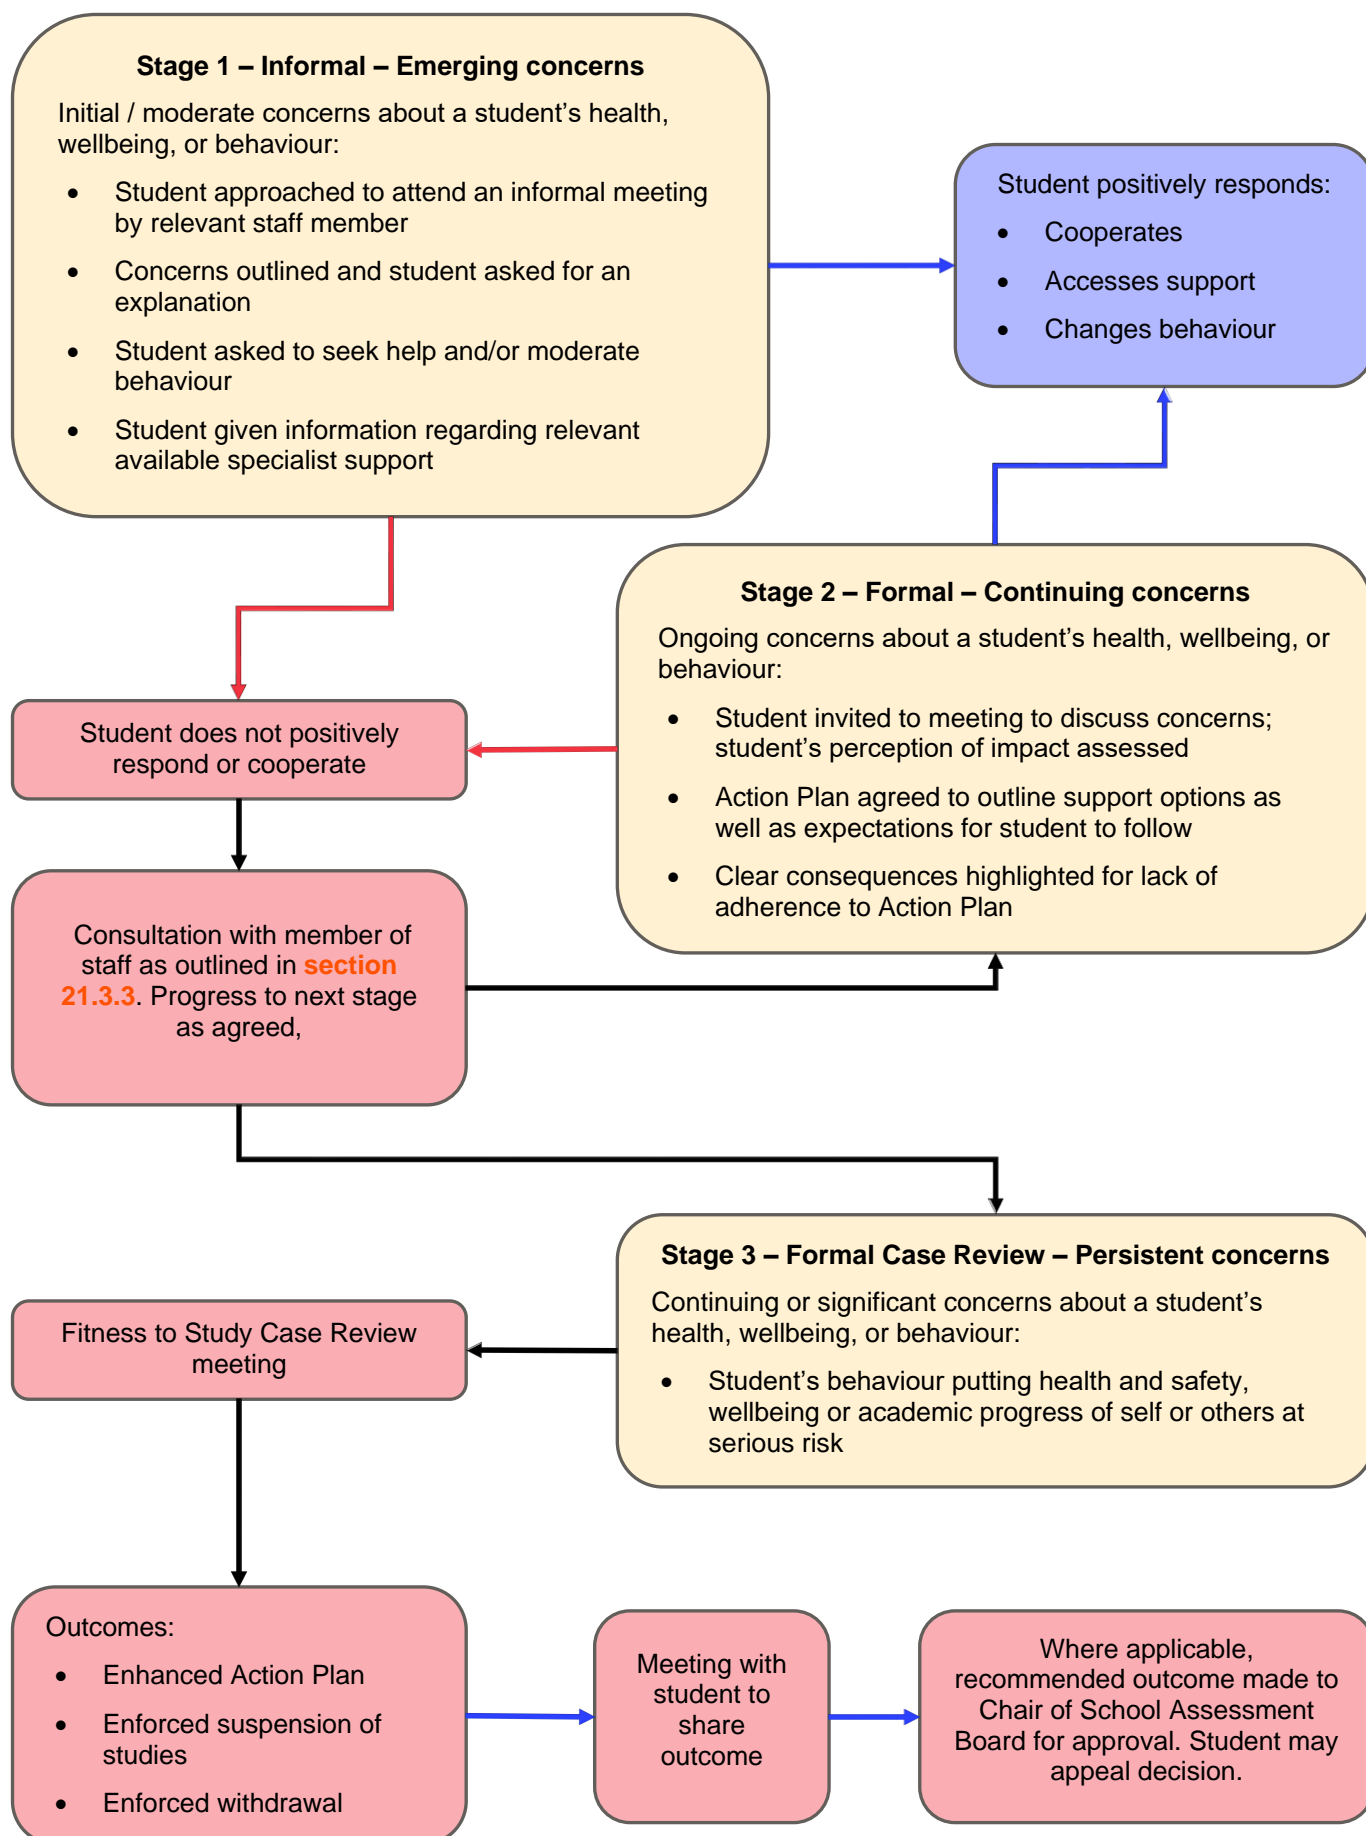 Stage 1 – Informal – Emerging concerns
Initial / moderate concerns about a student’s health,
wellbeing, or behaviour:
• Student approached to attend an informal meeting
by relevant staff member
• Concerns outlined and student asked for an
explanation
• Student asked to seek help and/or moderate
behaviour
• Student given information regarding relevant
available specialist support
Student positively responds:
• Cooperates
• Accesses support
• Changes behaviour
Stage 2 – Formal – Continuing concerns
Ongoing concerns about a student’s health, wellbeing, or
behaviour:
• Student invited to meeting to discuss concerns;
student’s perception of impact assessed
• Action Plan agreed to outline support options as
well as expectations for student to follow
• Clear consequences highlighted for lack of
adherence to Action Plan
Student does not positively
respond or cooperate
Consultation with member of
staff as outlined in section
21.3.3. Progress to next stage
as agreed,
Stage 3 – Formal Case Review – Persistent concerns
Continuing or significant concerns about a student’s
health, wellbeing, or behaviour:
• Student’s behaviour putting health and safety,
wellbeing or academic progress of self or others at
serious risk
Fitness to Study Case Review
meeting
Outcomes:
• Enhanced Action Plan
• Enforced suspension of
studies
• Enforced withdrawal
Meeting with
student to
share
outcome
Where applicable,
recommended outcome made to
Chair of School Assessment
Board for approval. Student may
appeal decision.